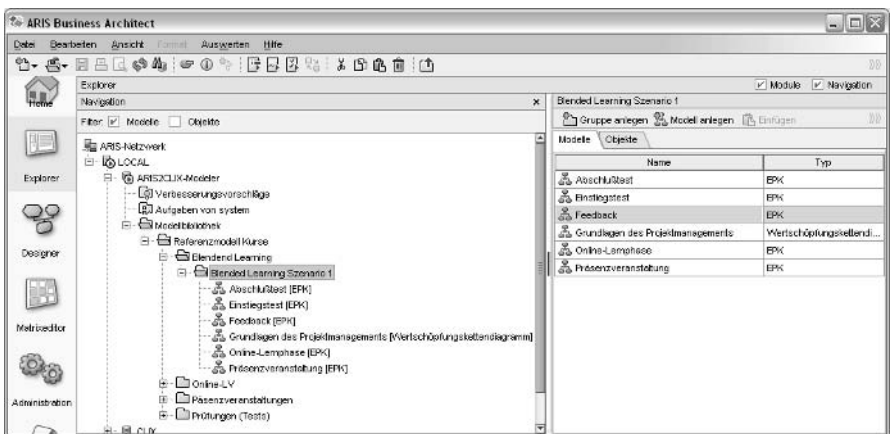 ARIS Business Architect
Datei Bearbeiten Ansicht Format Auswerten Hilfe
Explorer
Module Navigation
Home
Explorer
Designer
Matrixeditor
Administration
Navigation
Filter: Modelle Objekte
ARIS-Netzwerk
LOCAL
ARIS2CLIX-Modeler
Verbesserungsvorschläge
Aufgaben von system
Modellbibliothek
Referenzmodell Kurse
Blendend Learning
Blended Learning Szenario 1
Abschlußtest [EPK]
Einstiegstest [EPK]
Feedback [EPK]
Grundlagen des Projektmanagements [Wertschöpfungskettendiagramm]
Online-Lernphase [EPK]
Präsenzveranstaltung [EPK]
Online-LV
Päsenzveranstaltungen
Prüfungen (Tests)
CLIX
Blended Learning Szenario 1
Gruppe anlegen Modell anlegen Einfügen
Modelle Objekte
Name Typ
Abschlußtest EPK
Einstiegstest EPK
Feedback EPK
Grundlagen des Projektmanagements Wertschöpfungskettendi...
Online-Lernphase EPK
Präsenzveranstaltung EPK